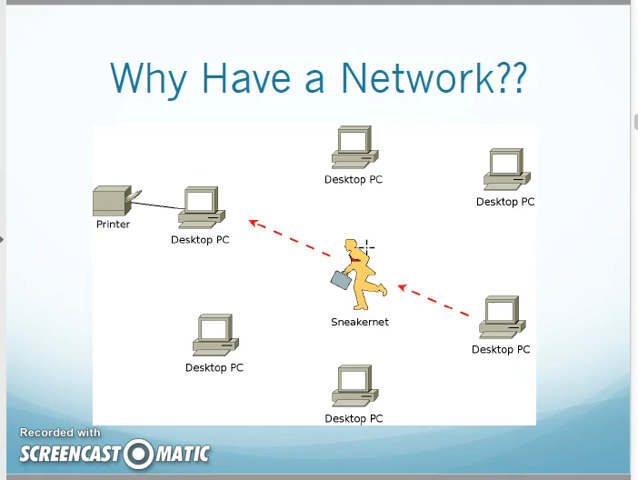 Why Have a Network??
Desktop PC
Desktop PC
Printer
Desktop PC
Sneakernet
Desktop PC
Desktop PC
Desktop PC
Recorded with
SCREENCAST MATIC